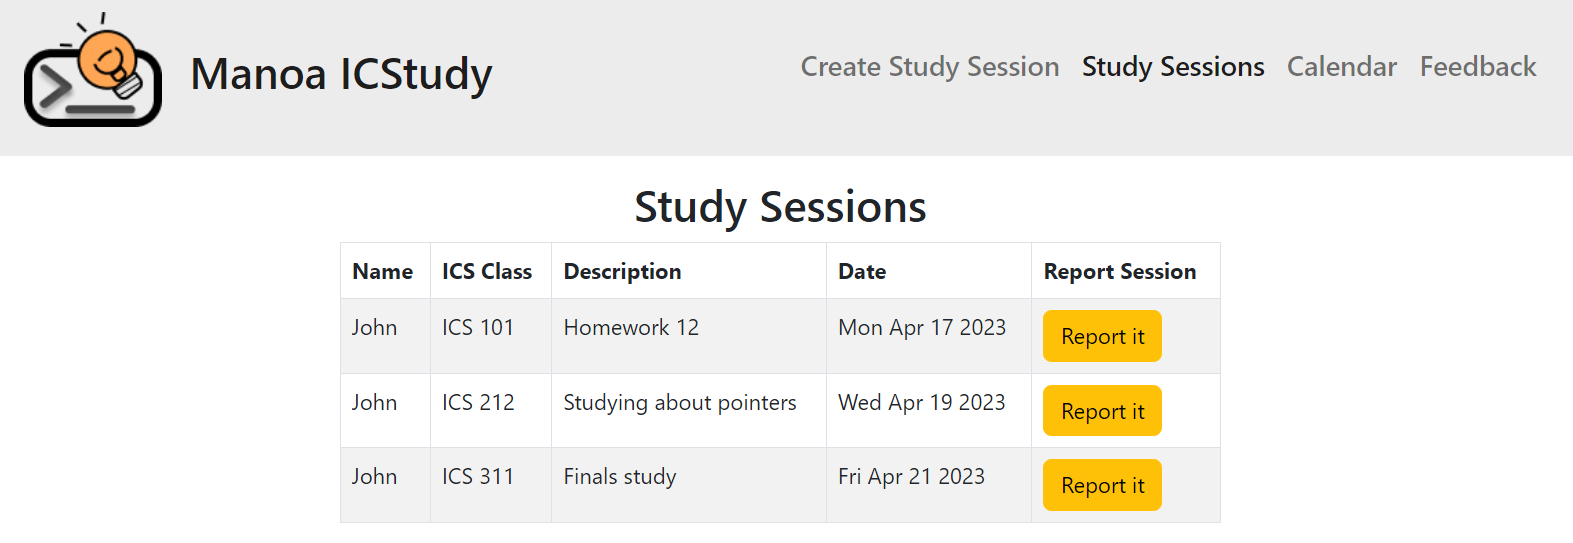 Manoa ICStudy
Create Study Session Study Sessions Calendar Feedback
Study Sessions
Name ICS Class Description Date Report Session
John ICS 101 Homework 12 Mon Apr 17 2023 Report it
John ICS 212 Studying about pointers Wed Apr 19 2023 Report it
John ICS 311 Finals study Fri Apr 21 2023 Report it